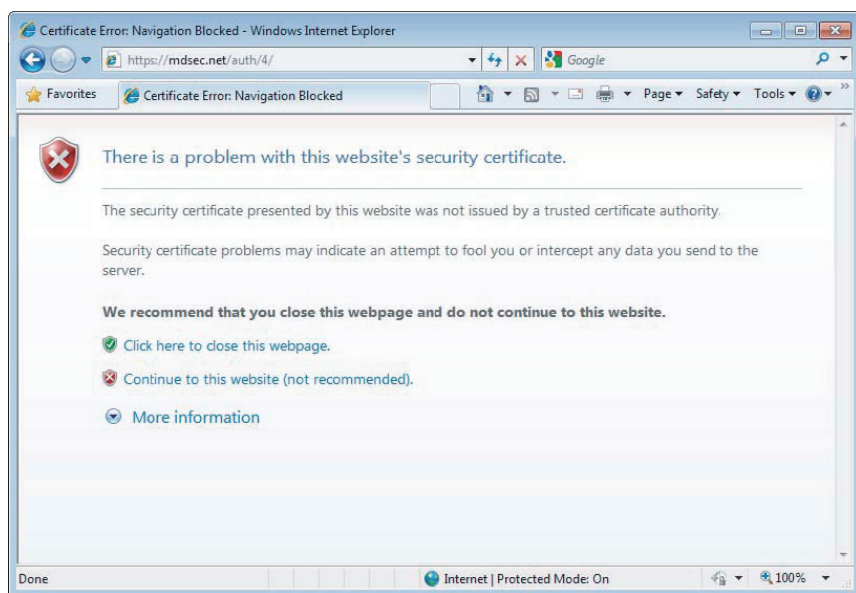 Certificate Error: Navigation Blocked - Windows Internet Explorer
https://mdsec.net/auth/4/
Google
Favorites
Certificate Error: Navigation Blocked
Page
Safety
Tools
There is a problem with this website's security certificate.
The security certificate presented by this website was not issued by a trusted certificate authority.
Security certificate problems may indicate an attempt to fool you or intercept any data you send to the
server.
We recommend that you close this webpage and do not continue to this website.
Click here to close this webpage.
Continue to this website (not recommended).
More information
Done
Internet | Protected Mode: On
100%